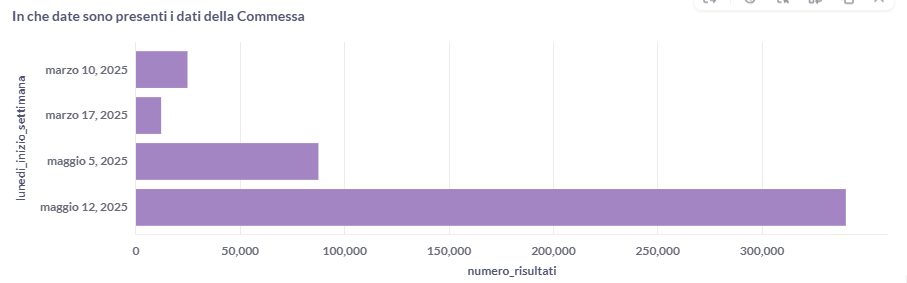 In che date sono presenti i dati della Commessa
lunedi_inizio_settimana
marzo 10, 2025
marzo 17, 2025
maggio 5, 2025
maggio 12, 2025
0 50,000 100,000 150,000 200,000 250,000 300,000
numero_risultati